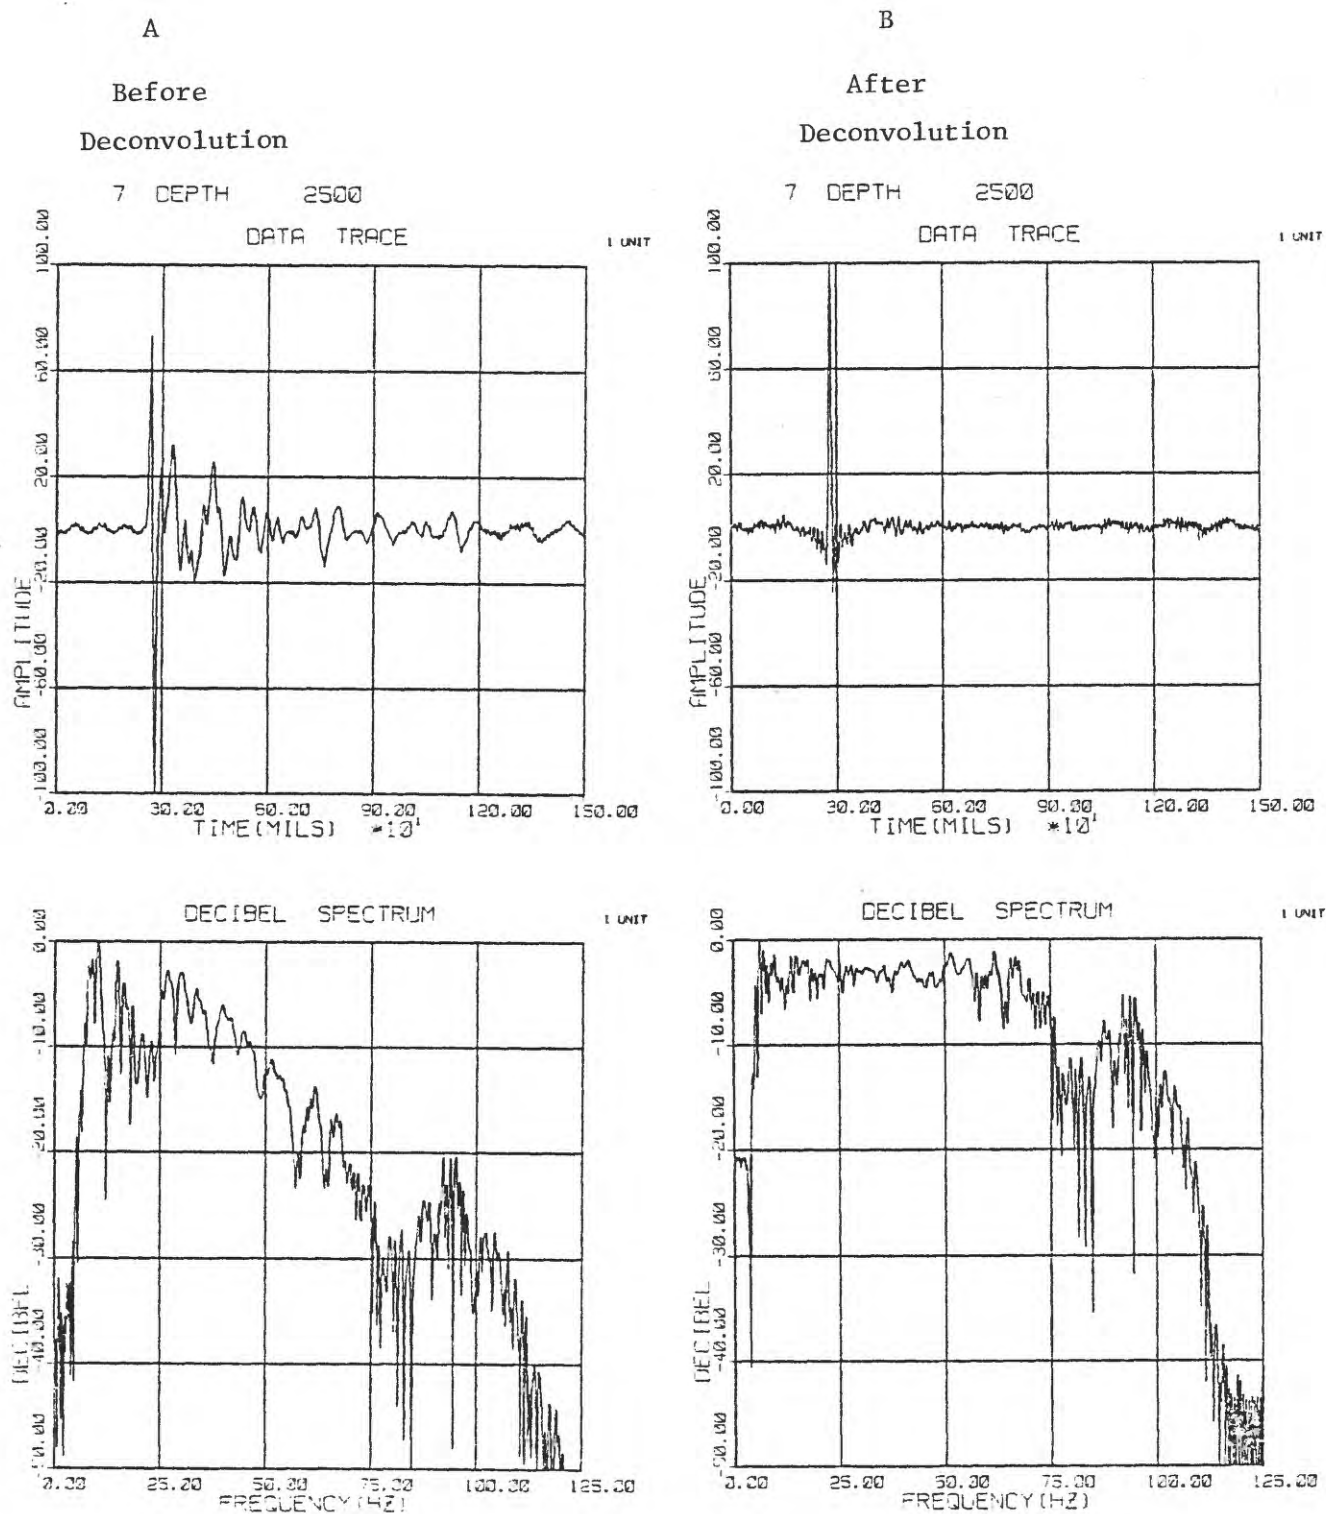 A
Before
Deconvolution
7 DEPTH 2500
DATA TRACE
1 UNIT
100.00
60.00
20.00
-20.00
-60.00
-100.00
AMPLITUDE
0.00 30.00 60.00 90.00 120.00 150.00
TIME(MILS) *10¹
DECIBEL SPECTRUM
1 UNIT
0.00
-10.00
-20.00
-30.00
-40.00
-50.00
DECIBEL
0.00 25.00 50.00 75.00 100.00 125.00
FREQUENCY(HZ)
B
After
Deconvolution
7 DEPTH 2500
DATA TRACE
1 UNIT
100.00
60.00
20.00
-20.00
-60.00
-100.00
AMPLITUDE
0.00 30.00 60.00 90.00 120.00 150.00
TIME(MILS) *10¹
DECIBEL SPECTRUM
1 UNIT
0.00
-10.00
-20.00
-30.00
-40.00
-50.00
DECIBEL
0.00 25.00 50.00 75.00 100.00 125.00
FREQUENCY(HZ)